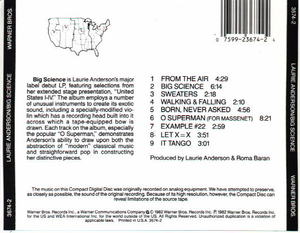 WARNER BROS.
LAURIE ANDERSON/BIG SCIENCE
3674-2
0 7599-23674-2 4
Big Science is Laurie Anderson's major
label debut LP, featuring selections from
her extended stage presentation, "United
States I-IV" The album employs a number
of unusual instruments to create its exotic
sound, including a specially-modified vio-
lin which has a recording head built into it
across which a tape-equipped bow is
drawn. Each track on the album, especially
the popular "O Superman," demonstrates
Anderson's ability to draw upon both the
abstraction of "modern" classical music
and straightforward pop in constructing
her distinctive pieces.
1 FROM THE AIR 4:29
2 BIG SCIENCE 6:14
3 SWEATERS 2:18
4 WALKING & FALLING 2:10
5 BORN, NEVER ASKED 4:56
6 O SUPERMAN (FOR MASSENET)
7 EXAMPLE #22 2:59
8 LET X = X 3:51
9 IT TANGO 3:01
Produced by Laurie Anderson & Roma Baran
The music on this Compact Digital Disc was originally recorded on analog equipment. We have attempted to preserve,
as closely as possible, the sound of the original recording. Because of its high resolution, however, the Compact Disc can
reveal limitations of the source tape.
Warner Bros. Records Inc., a Warner Communications Company © 1982 Warner Bros. Records Inc. ℗ 1982 Warner Bros. Records Inc.
for the US and WEA International Inc. for the world outside of the US. All Rights Reserved. Unauthorized duplication is a violation of
applicable laws. Printed in U.S.A. 3674-2
3674-2
LAURIE ANDERSON/BIG SCIENCE
WARNER BROS